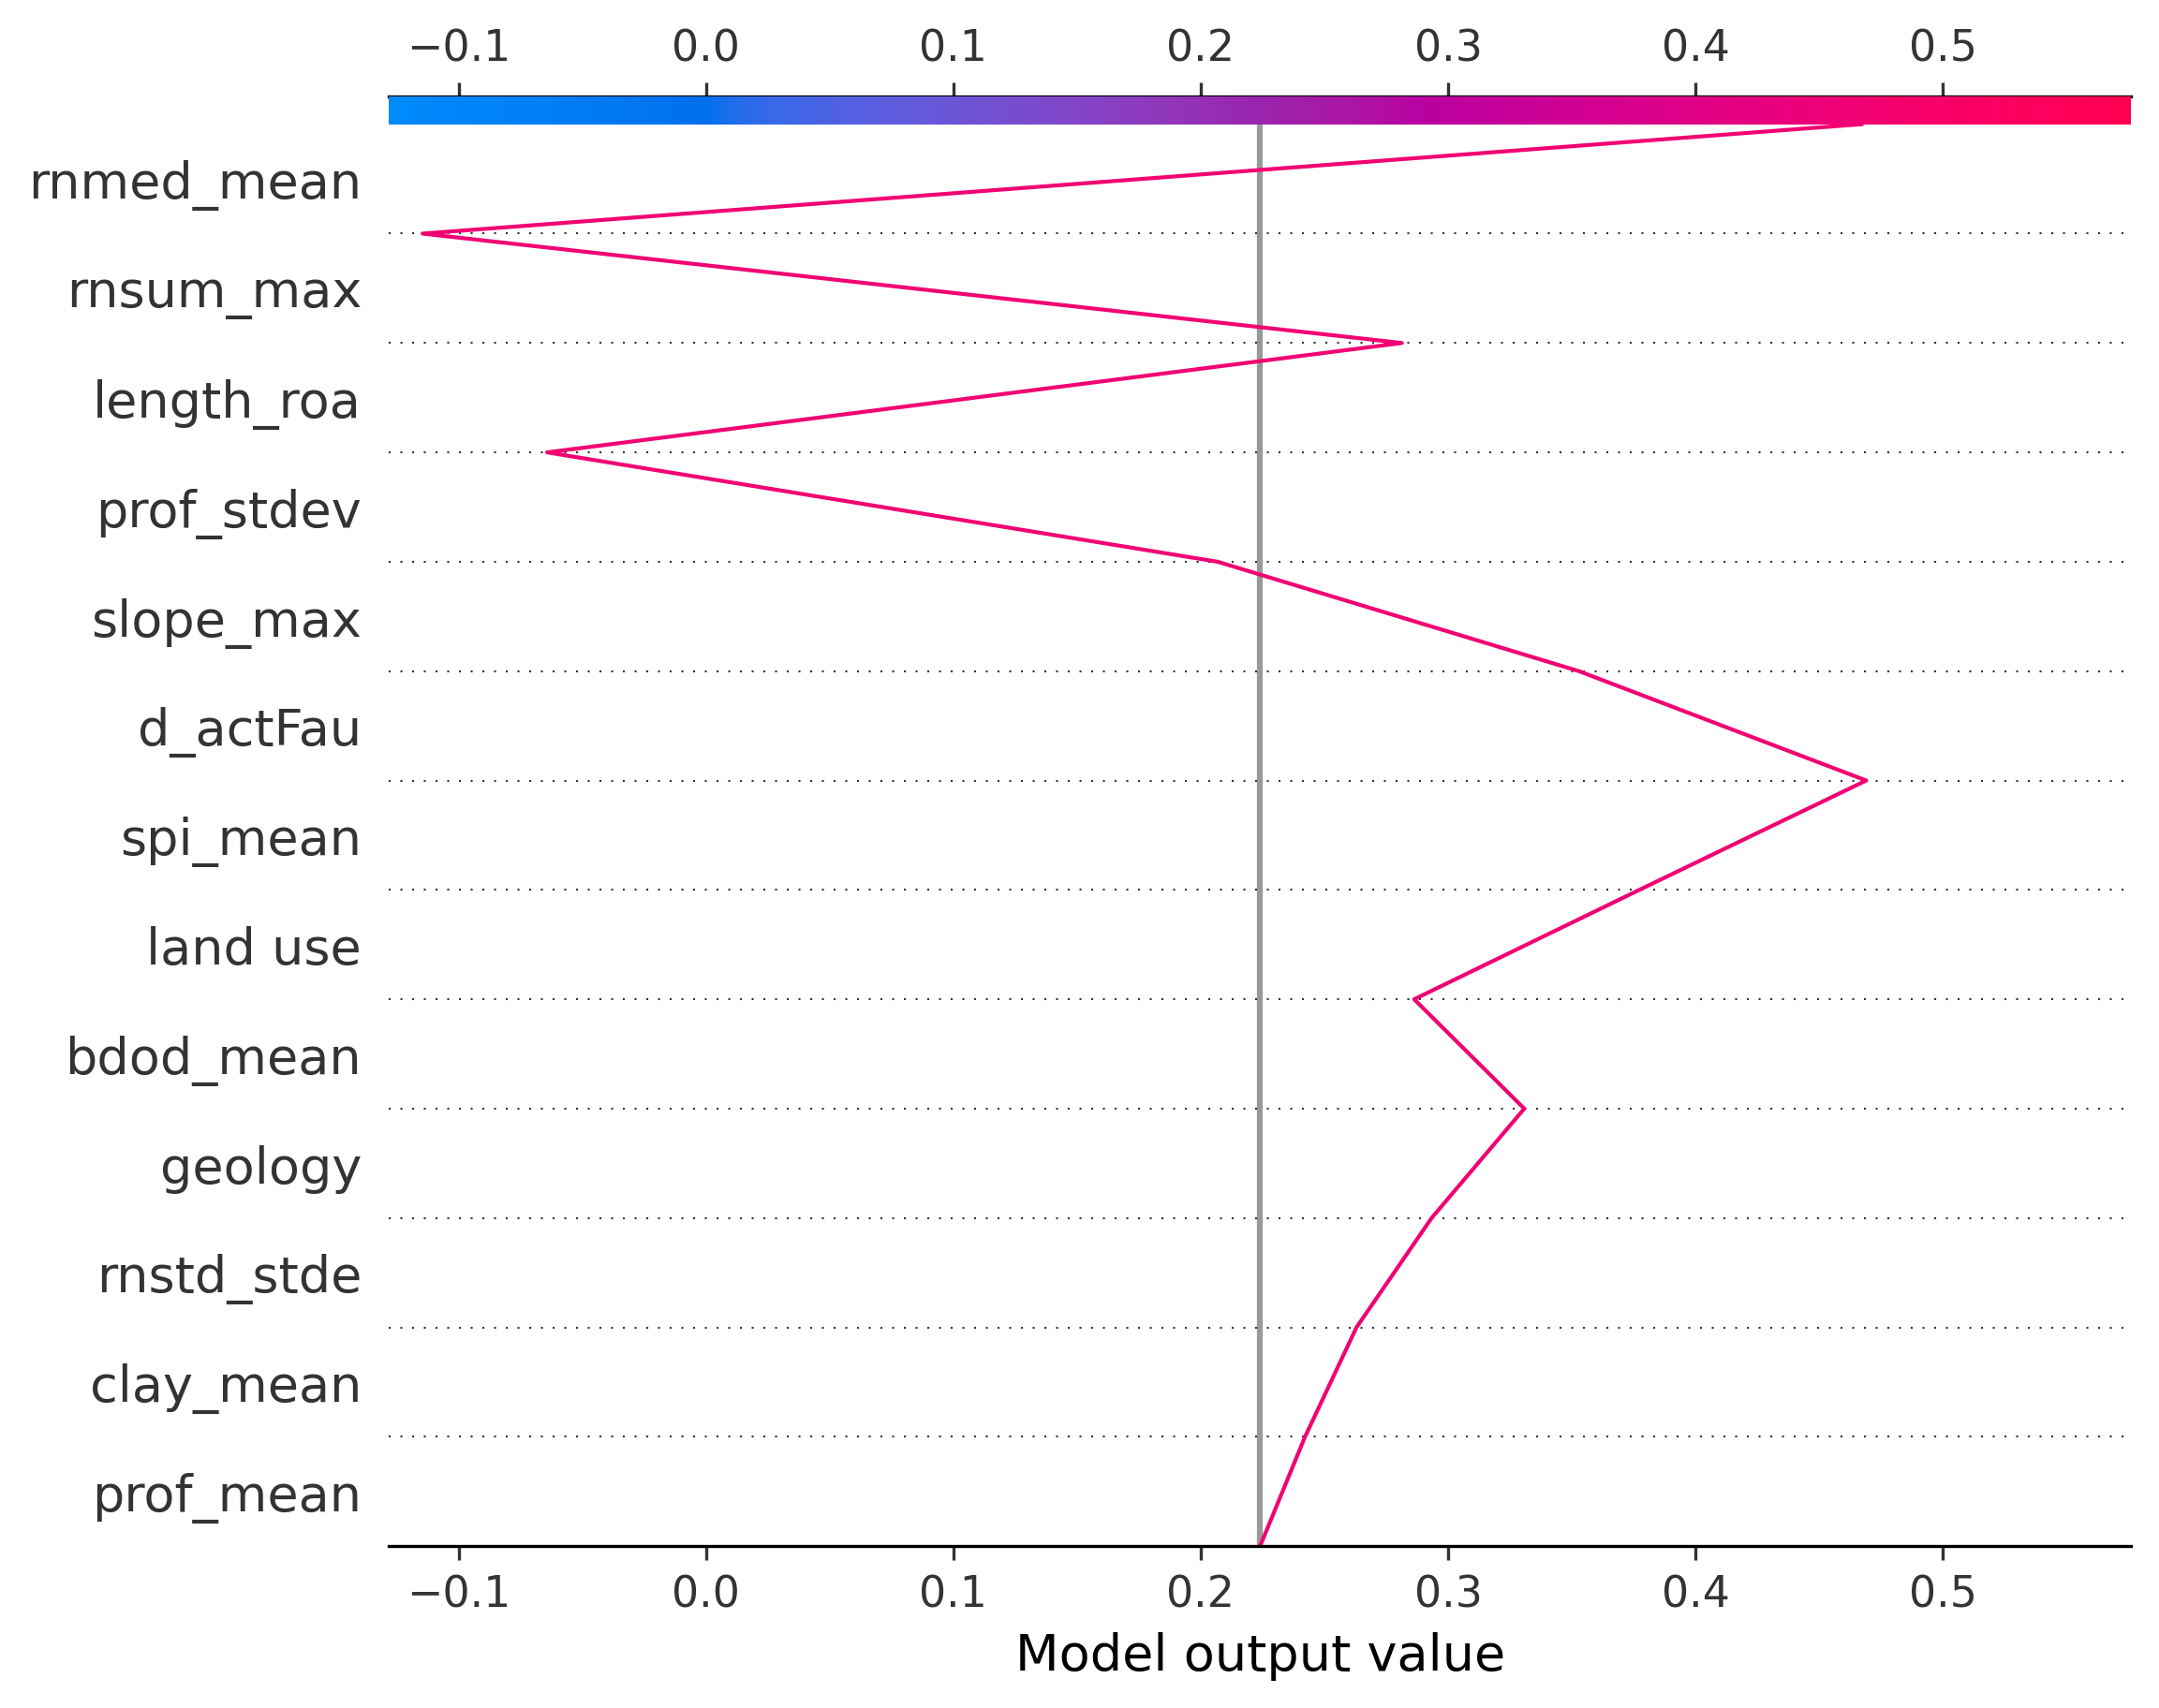 −0.1 0.0 0.1 0.2 0.3 0.4 0.5
rnmed_mean
rnsum_max
length_roa
prof_stdev
slope_max
d_actFau
spi_mean
land use
bdod_mean
geology
rnstd_stde
clay_mean
prof_mean
−0.1 0.0 0.1 0.2 0.3 0.4 0.5
Model output value